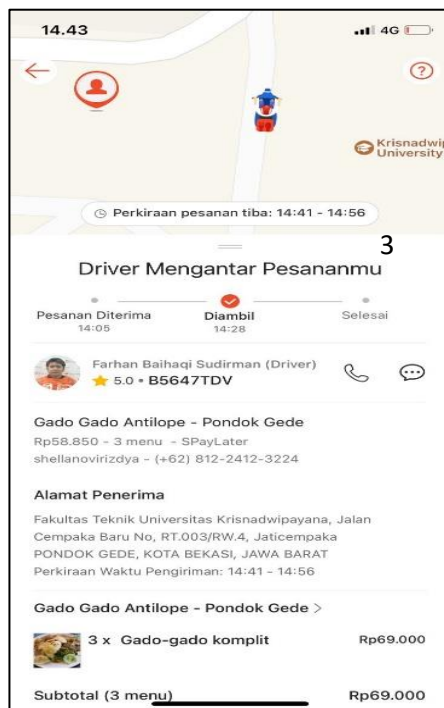 14.43
4G
Krisnadwip
University
Perkiraan pesanan tiba: 14:41 - 14:56
3
Driver Mengantar Pesananmu
Pesanan Diterima
14:05
Diambil
14:28
Selesai
Farhan Baihaqi Sudirman (Driver)
5.0 • B5647TDV
Gado Gado Antilope - Pondok Gede
Rp58.850 - 3 menu - SPayLater
shellanovirizdya - (+62) 812-2412-3224
Alamat Penerima
Fakultas Teknik Universitas Krisnadwipayana, Jalan
Cempaka Baru No, RT.003/RW.4, Jaticempaka
PONDOK GEDE, KOTA BEKASI, JAWA BARAT
Perkiraan Waktu Pengiriman: 14:41 - 14:56
Gado Gado Antilope - Pondok Gede >
3 x Gado-gado komplit Rp69.000
Subtotal (3 menu) Rp69.000